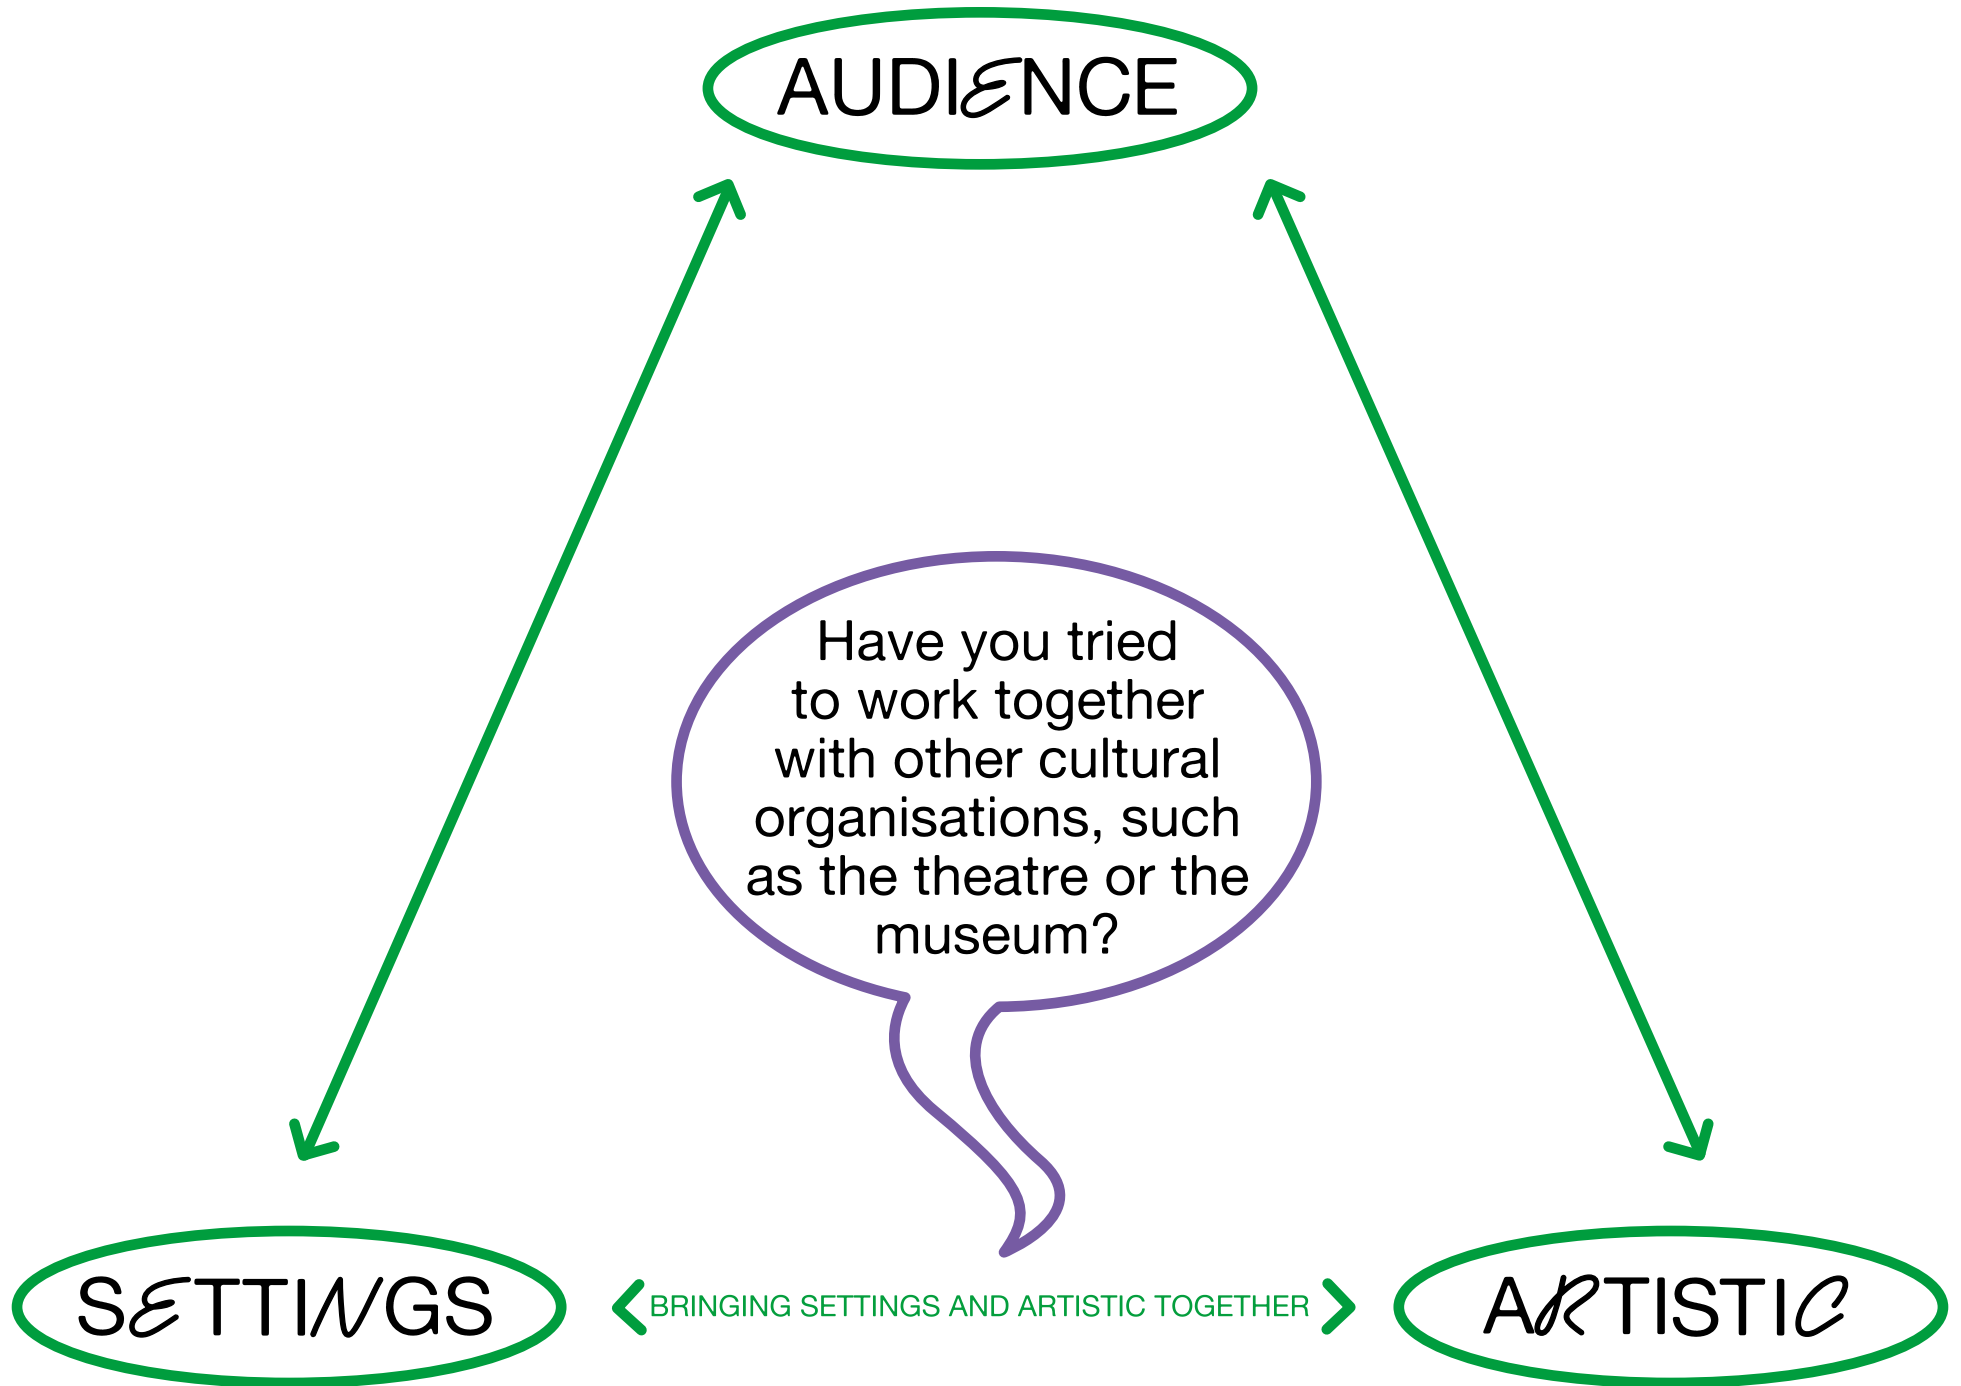 AUDIENCE
Have you tried
to work together
with other cultural
organisations, such
as the theatre or the
museum?
SETTINGS
BRINGING SETTINGS AND ARTISTIC TOGETHER
ARTISTIC